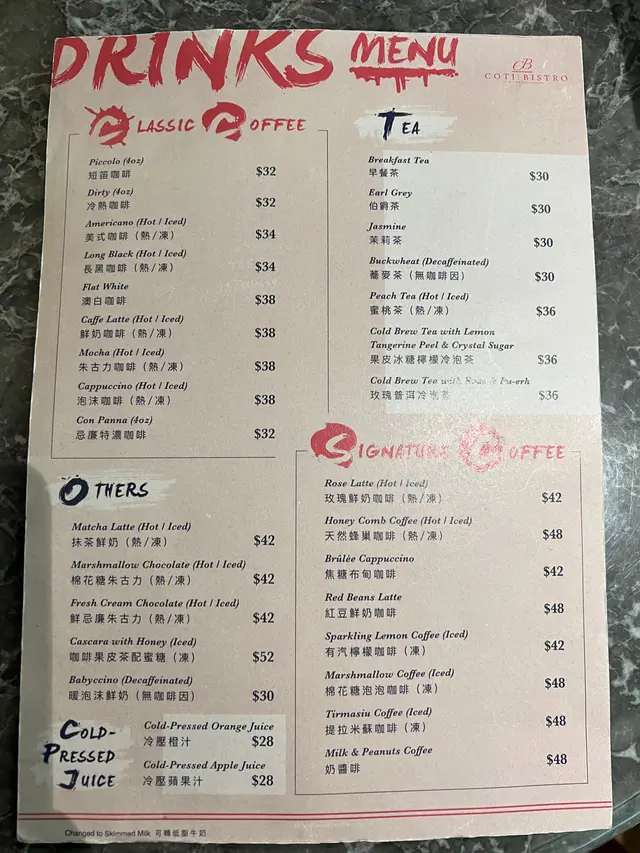 DRINKS MENU
CB
COTI BISTRO
CLASSIC COFFEE
Piccolo (4oz)
短笛咖啡 $32
Dirty (4oz)
冷熱咖啡 $32
Americano (Hot / Iced)
美式咖啡（熱/凍） $34
Long Black (Hot / Iced)
長黑咖啡（熱/凍） $34
Flat White
澳白咖啡 $38
Caffe Latte (Hot / Iced)
鮮奶咖啡（熱/凍） $38
Mocha (Hot / Iced)
朱古力咖啡（熱/凍） $38
Cappuccino (Hot / Iced)
泡沫咖啡（熱/凍） $38
Con Panna (4oz)
忌廉特濃咖啡 $32
TEA
Breakfast Tea
早餐茶 $30
Earl Grey
伯爵茶 $30
Jasmine
茉莉茶 $30
Buckwheat (Decaffeinated)
蕎麥茶（無咖啡因） $30
Peach Tea (Hot / Iced)
蜜桃茶（熱/凍） $36
Cold Brew Tea with Lemon
Tangerine Peel & Crystal Sugar
果皮冰糖檸檬冷泡茶 $36
Cold Brew Tea with Rose & Pu-erh
玫瑰普洱冷泡茶 $36
OTHERS
Matcha Latte (Hot / Iced)
抹茶鮮奶（熱/凍） $42
Marshmallow Chocolate (Hot / Iced)
棉花糖朱古力（熱/凍） $42
Fresh Cream Chocolate (Hot / Iced)
鮮忌廉朱古力（熱/凍） $42
Cascara with Honey (Iced)
咖啡果皮茶配蜜糖（凍） $52
Babyccino (Decaffeinated)
暖泡沫鮮奶（無咖啡因） $30
SIGNATURE COFFEE
Rose Latte (Hot / Iced)
玫瑰鮮奶咖啡（熱/凍） $42
Honey Comb Coffee (Hot / Iced)
天然蜂巢咖啡（熱/凍） $48
Brûlèe Cappuccino
焦糖布甸咖啡 $42
Red Beans Latte
紅豆鮮奶咖啡 $48
Sparkling Lemon Coffee (Iced)
有汽檸檬咖啡（凍） $42
Marshmallow Coffee (Iced)
棉花糖泡泡咖啡（凍） $48
Tirmasiu Coffee (Iced)
提拉米蘇咖啡（凍） $48
Milk & Peanuts Coffee
奶醬啡 $48
COLD-
PRESSED
JUICE
Cold-Pressed Orange Juice
冷壓橙汁 $28
Cold-Pressed Apple Juice
冷壓蘋果汁 $28
Changed to Skimmed Milk 可轉低脂牛奶